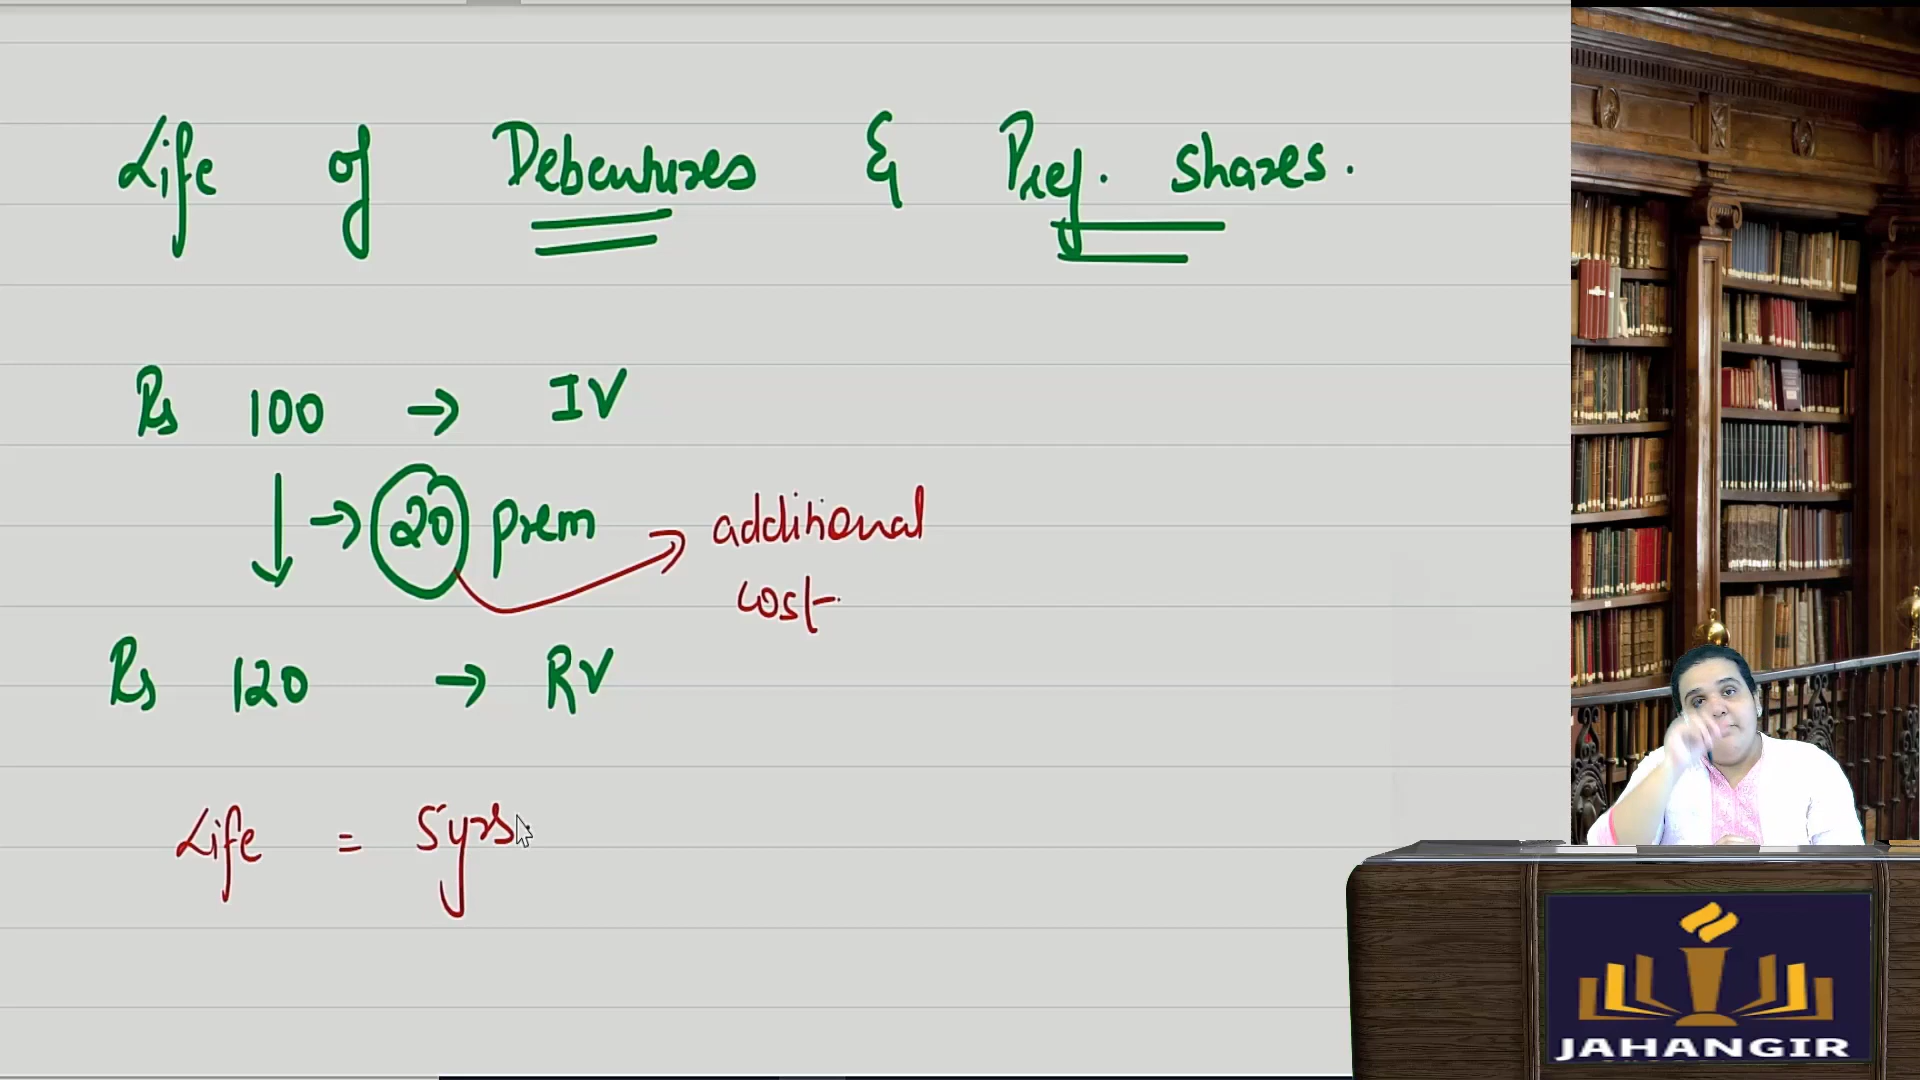 Life of Debentures & Pref. shares.
Rs 100 → IV
→ 20 prem → additional
cost
Rs 120 → RV
Life = 5yrs
JAHANGIR